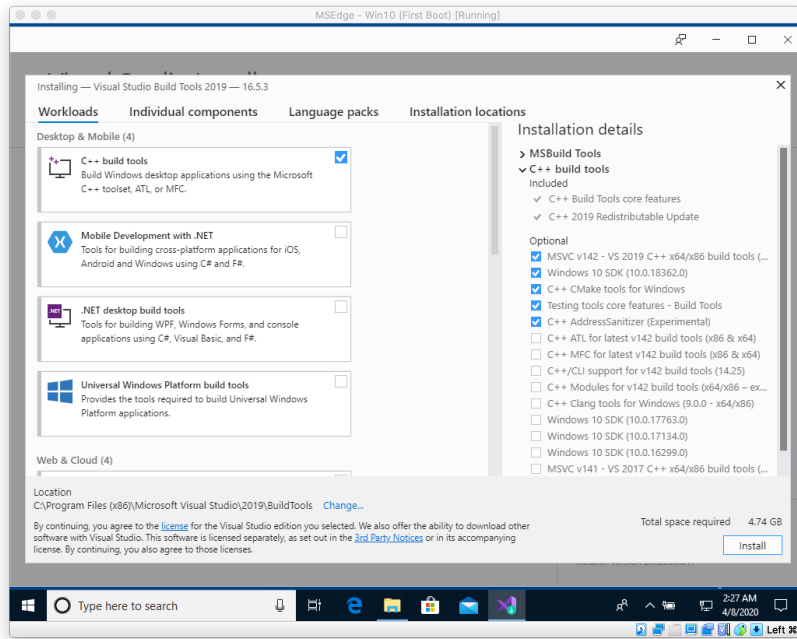 MSEdge - Win10 (First Boot) [Running]
Installing — Visual Studio Build Tools 2019 — 16.5.3
Workloads
Individual components
Language packs
Installation locations
Desktop & Mobile (4)
C++ build tools
Build Windows desktop applications using the Microsoft
C++ toolset, ATL, or MFC.
Mobile Development with .NET
Tools for building cross-platform applications for iOS,
Android and Windows using C# and F#.
.NET
.NET desktop build tools
Tools for building WPF, Windows Forms, and console
applications using C#, Visual Basic, and F#.
Universal Windows Platform build tools
Provides the tools required to build Universal Windows
Platform applications.
Web & Cloud (4)
Installation details
MSBuild Tools
C++ build tools
Included
C++ Build Tools core features
C++ 2019 Redistributable Update
Optional
MSVC v142 - VS 2019 C++ x64/x86 build tools (...
Windows 10 SDK (10.0.18362.0)
C++ CMake tools for Windows
Testing tools core features - Build Tools
C++ AddressSanitizer (Experimental)
C++ ATL for latest v142 build tools (x86 & x64)
C++ MFC for latest v142 build tools (x86 & x64)
C++/CLI support for v142 build tools (14.25)
C++ Modules for v142 build tools (x64/x86 – ex...
C++ Clang tools for Windows (9.0.0 - x64/x86)
Windows 10 SDK (10.0.17763.0)
Windows 10 SDK (10.0.17134.0)
Windows 10 SDK (10.0.16299.0)
MSVC v141 - VS 2017 C++ x64/x86 build tools (...
Location
C:\Program Files (x86)\Microsoft Visual Studio\2019\BuildTools Change...
By continuing, you agree to the license for the Visual Studio edition you selected. We also offer the ability to download other
software with Visual Studio. This software is licensed separately, as set out in the 3rd Party Notices or in its accompanying
license. By continuing, you also agree to those licenses.
Total space required 4.74 GB
Install
Type here to search
2:27 AM
4/8/2020
Left ⌘